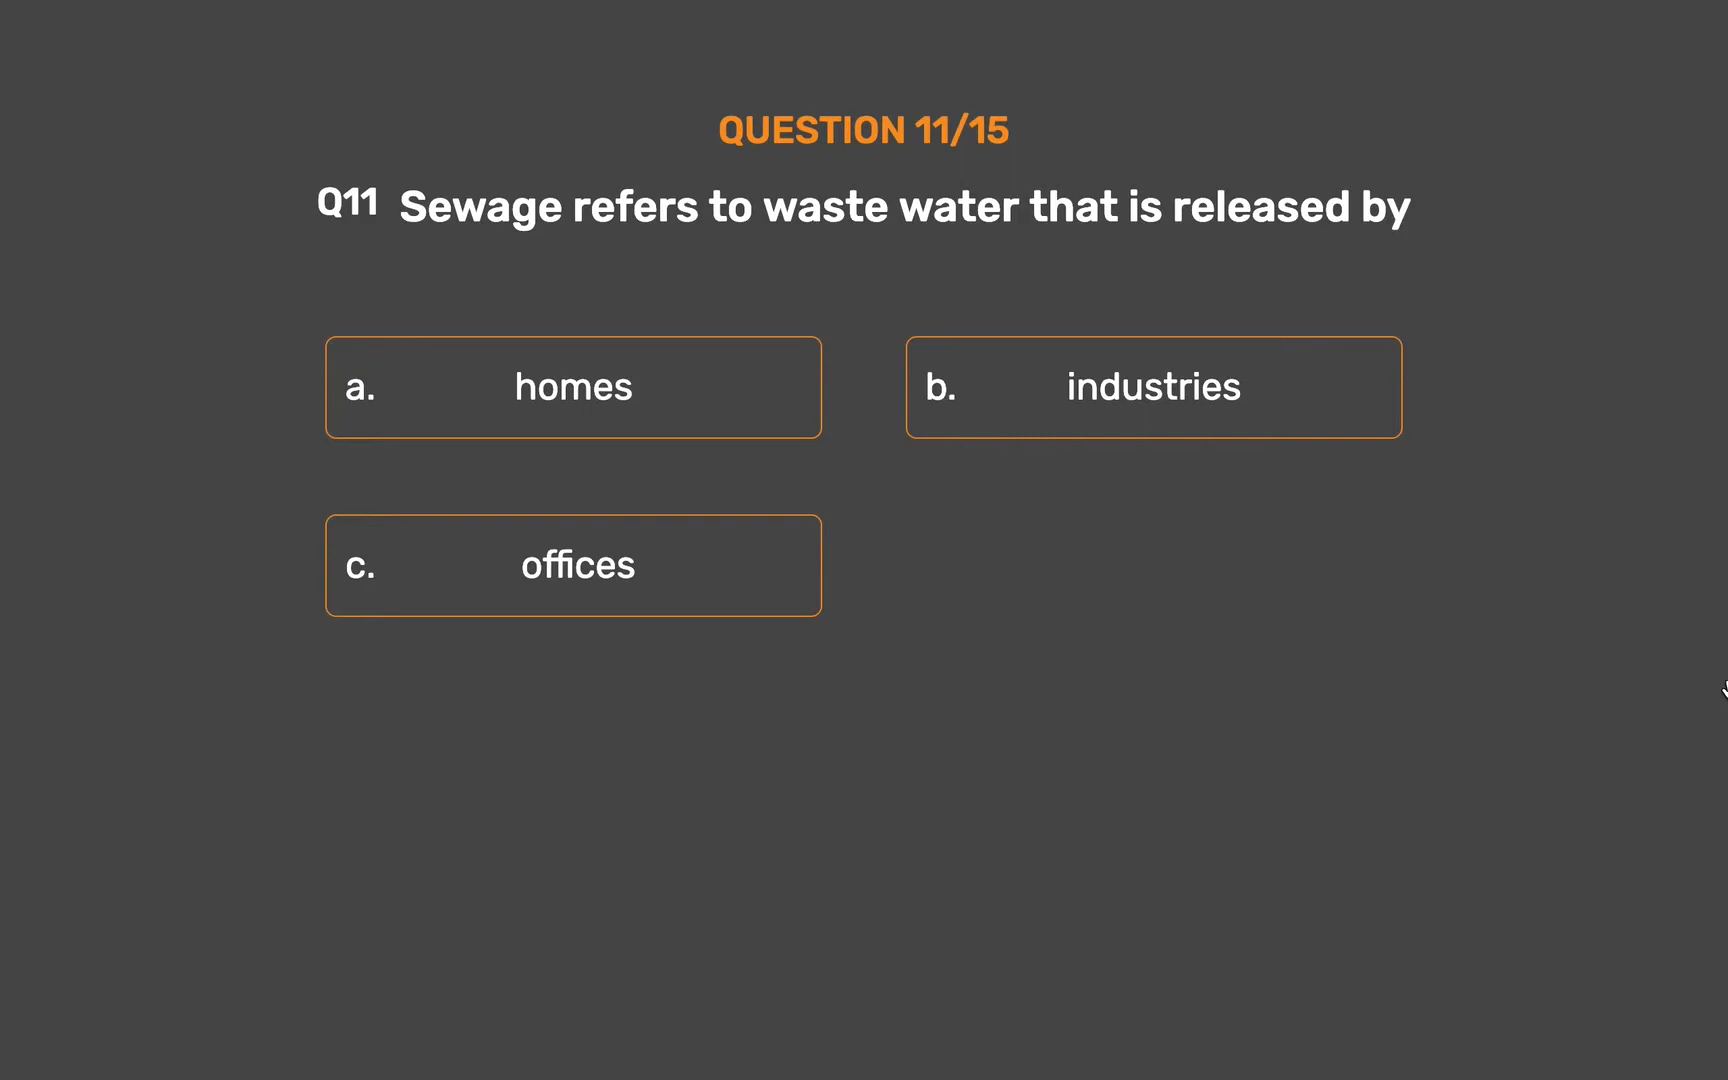 QUESTION 11/15
Q11 Sewage refers to waste water that is released by
a. homes
b. industries
c. offices